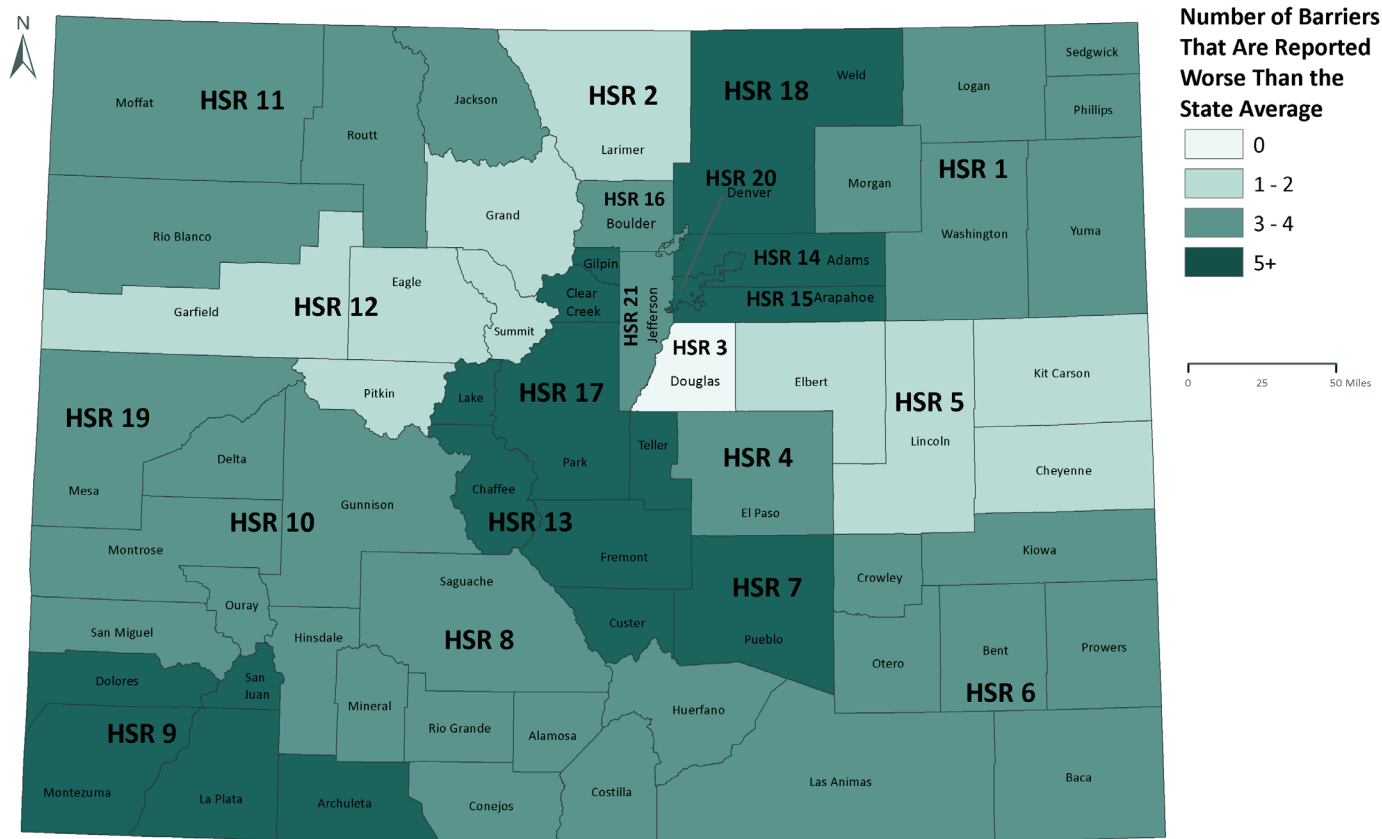 N
Number of Barriers
That Are Reported
Worse Than the
State Average
0
1 - 2
3 - 4
5+
0
25
50 Miles
Moffat
HSR 11
Routt
Jackson
HSR 2
Larimer
HSR 18
Weld
Logan
Sedgwick
Phillips
HSR 1
Morgan
Washington
Yuma
HSR 20
Denver
HSR 16
Boulder
Grand
Rio Blanco
Gilpin
HSR 14
Adams
Clear
Creek
HSR 21
Jefferson
HSR 15
Arapahoe
Eagle
Garfield
HSR 12
Summit
HSR 3
Douglas
Elbert
Kit Carson
HSR 5
Lincoln
Pitkin
Lake
HSR 17
Park
Teller
HSR 4
El Paso
Cheyenne
HSR 19
Mesa
Delta
Gunnison
Chaffee
HSR 10
Montrose
HSR 13
Fremont
Kiowa
Crowley
HSR 7
Pueblo
Saguache
Ouray
San Miguel
Hinsdale
HSR 8
Custer
Otero
Bent
Prowers
HSR 6
Dolores
San
Juan
Mineral
Rio Grande
Alamosa
Huerfano
HSR 9
Montezuma
La Plata
Archuleta
Conejos
Costilla
Las Animas
Baca